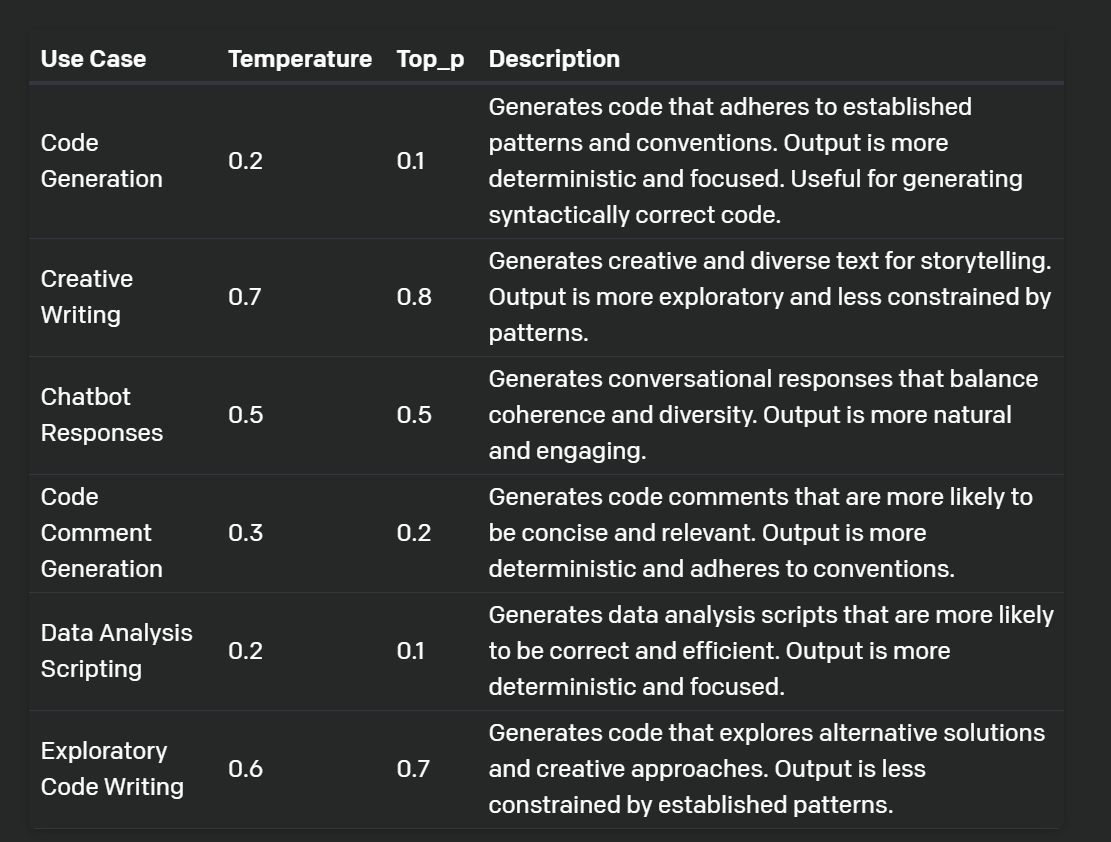 Use Case Temperature Top_p Description
Code
Generation
0.2
0.1
Generates code that adheres to established
patterns and conventions. Output is more
deterministic and focused. Useful for generating
syntactically correct code.
Creative
Writing
0.7
0.8
Generates creative and diverse text for storytelling.
Output is more exploratory and less constrained by
patterns.
Chatbot
Responses
0.5
0.5
Generates conversational responses that balance
coherence and diversity. Output is more natural
and engaging.
Code
Comment
Generation
0.3
0.2
Generates code comments that are more likely to
be concise and relevant. Output is more
deterministic and adheres to conventions.
Data Analysis
Scripting
0.2
0.1
Generates data analysis scripts that are more likely
to be correct and efficient. Output is more
deterministic and focused.
Exploratory
Code Writing
0.6
0.7
Generates code that explores alternative solutions
and creative approaches. Output is less
constrained by established patterns.